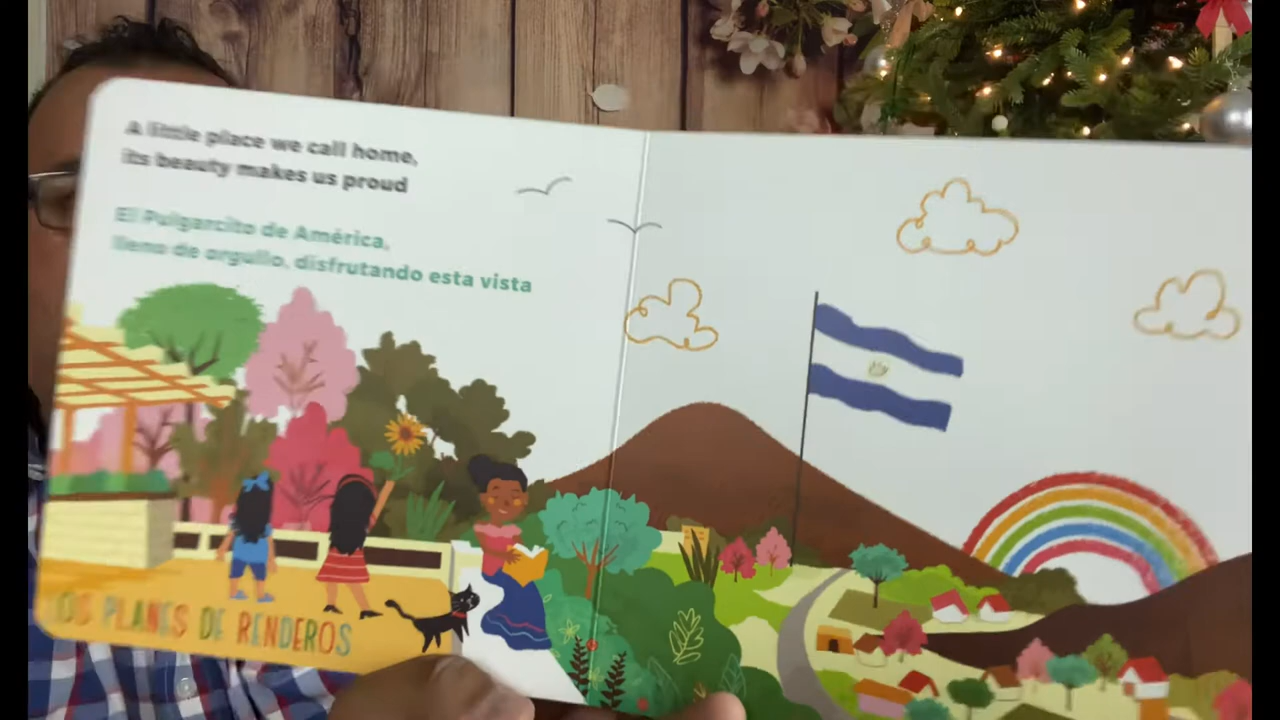 A little place we call home,
its beauty makes us proud
El Pulgarcito de América,
lleno de orgullo, disfrutando esta vista
LOS PLANES DE RENDEROS